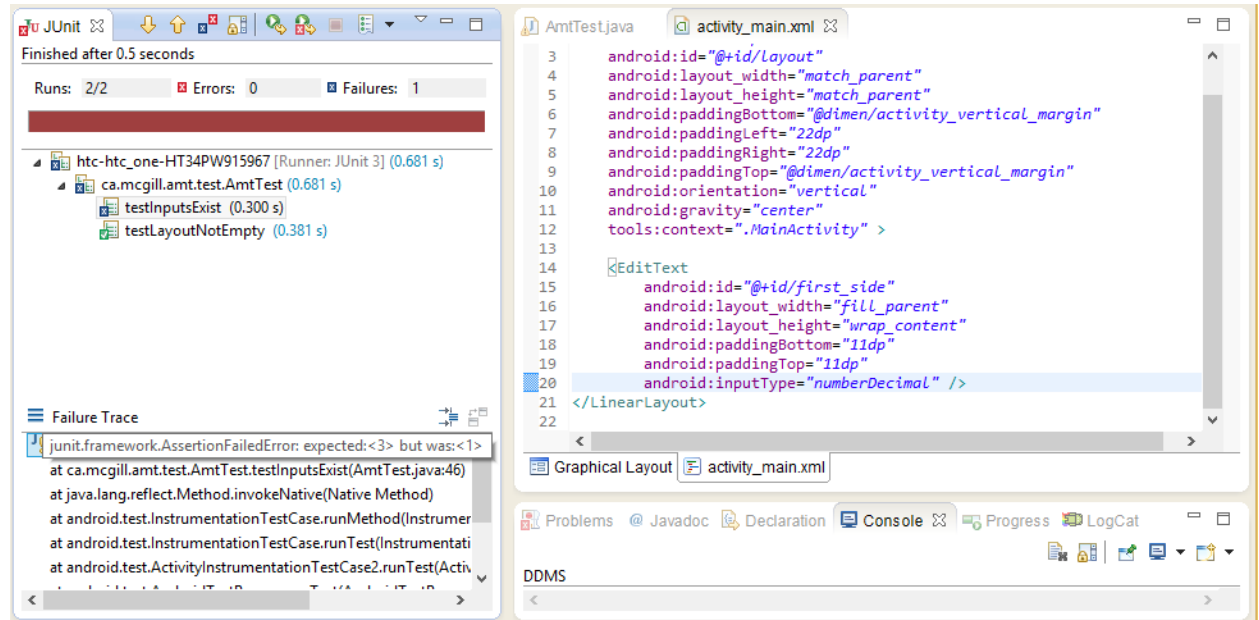 JUnit
Finished after 0.5 seconds
Runs: 2/2 Errors: 0 Failures: 1
htc-htc_one-HT34PW915967 [Runner: JUnit 3] (0.681 s)
ca.mcgill.amt.test.AmtTest (0.681 s)
testInputsExist (0.300 s)
testLayoutNotEmpty (0.381 s)
Failure Trace
junit.framework.AssertionFailedError: expected:<3> but was:<1>
at ca.mcgill.amt.test.AmtTest.testInputsExist(AmtTest.java:46)
at java.lang.reflect.Method.invokeNative(Native Method)
at android.test.InstrumentationTestCase.runMethod(Instrumer
at android.test.InstrumentationTestCase.runTest(Instrumentati
at android.test.ActivityInstrumentationTestCase2.runTest(Activ
AmtTest.java activity_main.xml
3 android:id="@+id/layout"
4 android:layout_width="match_parent"
5 android:layout_height="match_parent"
6 android:paddingBottom="@dimen/activity_vertical_margin"
7 android:paddingLeft="22dp"
8 android:paddingRight="22dp"
9 android:paddingTop="@dimen/activity_vertical_margin"
10 android:orientation="vertical"
11 android:gravity="center"
12 tools:context=".MainActivity" >
13
14 <EditText
15 android:id="@+id/first_side"
16 android:layout_width="fill_parent"
17 android:layout_height="wrap_content"
18 android:paddingBottom="11dp"
19 android:paddingTop="11dp"
20 android:inputType="numberDecimal" />
21 </LinearLayout>
22
Graphical Layout activity_main.xml
Problems @ Javadoc Declaration Console Progress LogCat
DDMS